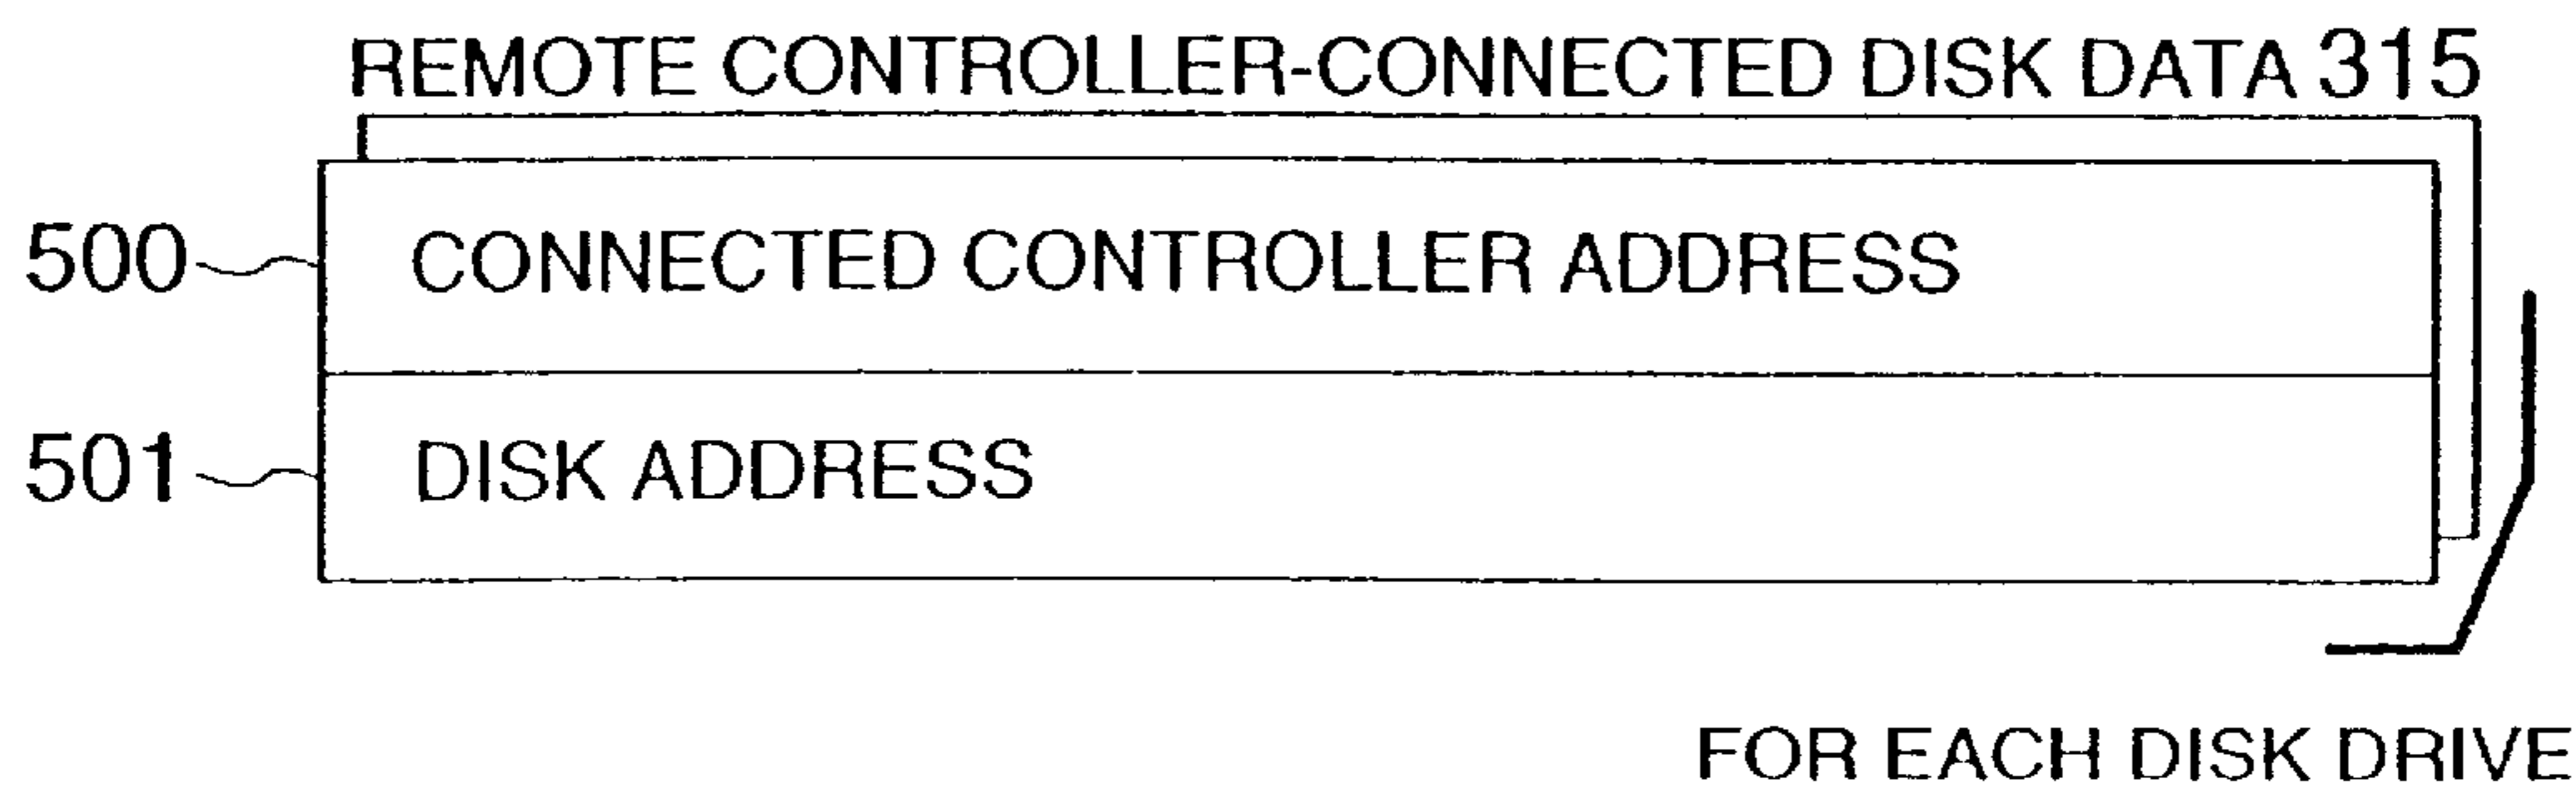 REMOTE CONTROLLER-CONNECTED DISK DATA 315
500 CONNECTED CONTROLLER ADDRESS
501 DISK ADDRESS
FOR EACH DISK DRIVE